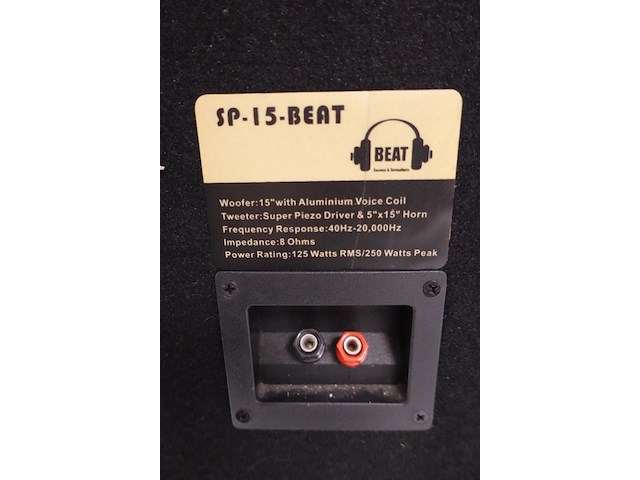 SP-15-BEAT
BEAT
Woofer:15"with Aluminium Voice Coil
Tweeter:Super Piezo Driver & 5"x15" Horn
Frequency Response:40Hz-20,000Hz
Impedance:8 Ohms
Power Rating:125 Watts RMS/250 Watts Peak